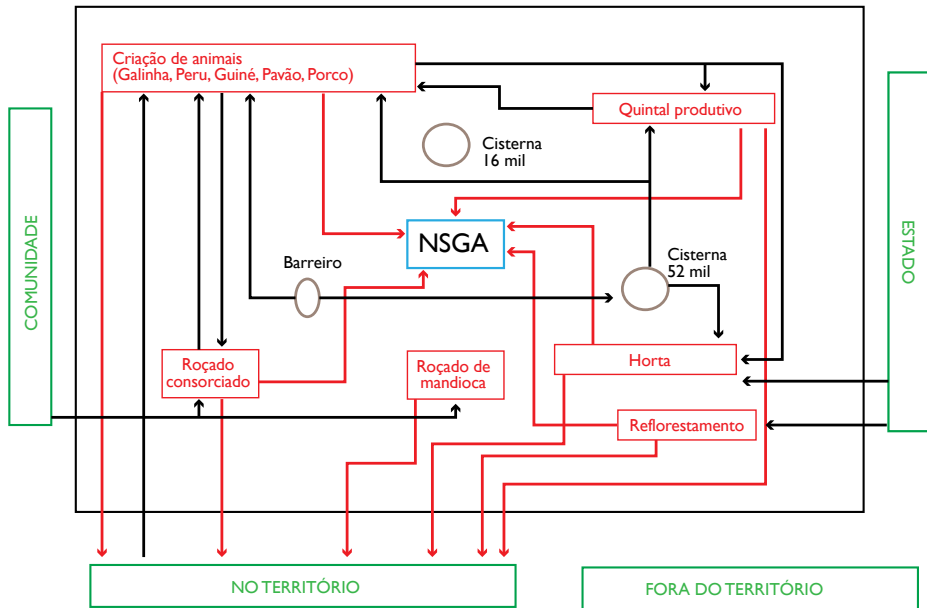 Criação de animais
(Galinha, Peru, Guiné, Pavão, Porco)
Quintal produtivo
Cisterna
16 mil
COMUNIDADE
ESTADO
NSGA
Barreiro
Cisterna
52 mil
Roçado
consorciado
Roçado de
mandioca
Horta
Reflorestamento
NO TERRITÓRIO
FORA DO TERRITÓRIO